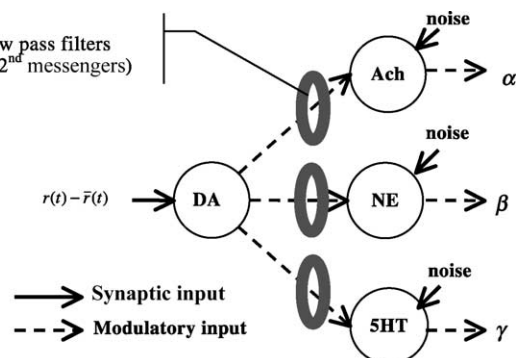 noise
w pass filters
2nd messengers)
Ach
α
noise
r(t) − r̄(t)
DA
NE
β
noise
Synaptic input
Modulatory input
5HT
γ